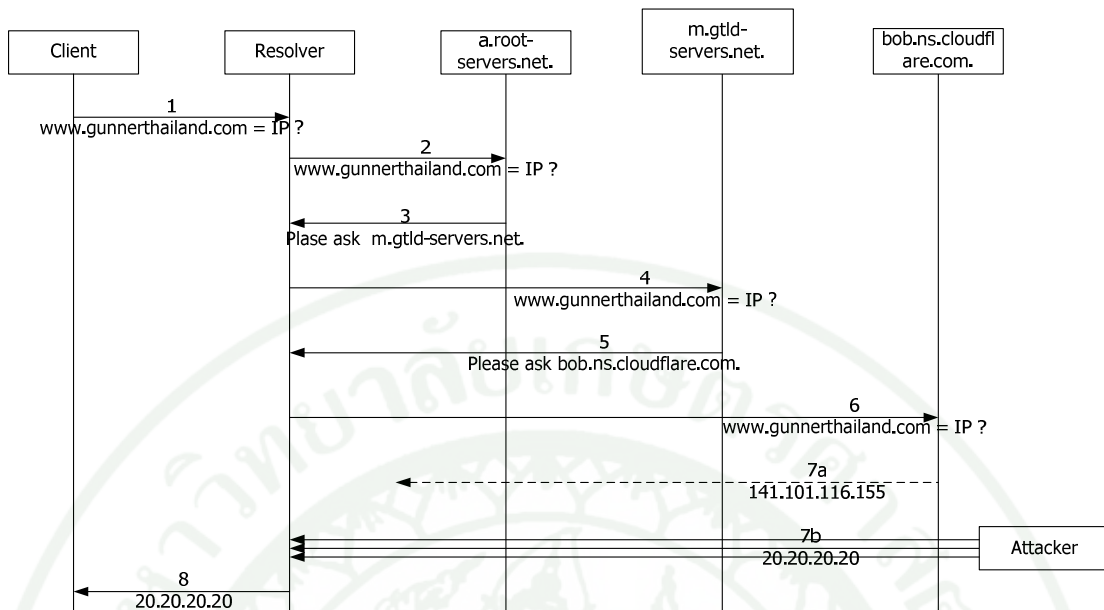 Client
Resolver
a.root-
servers.net.
m.gtld-
servers.net.
bob.ns.cloudfl
are.com.
1
www.gunnerthailand.com = IP ?
2
www.gunnerthailand.com = IP ?
3
Plase ask m.gtld-servers.net.
4
www.gunnerthailand.com = IP ?
5
Please ask bob.ns.cloudflare.com.
6
www.gunnerthailand.com = IP ?
7a
141.101.116.155
7b
20.20.20.20
Attacker
8
20.20.20.20